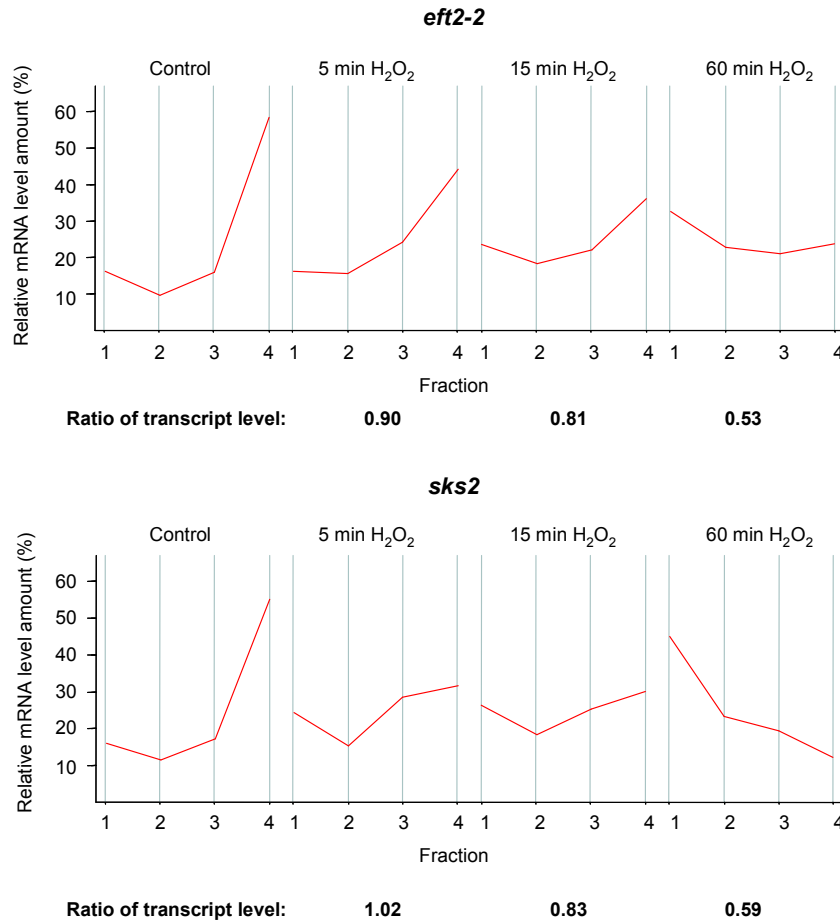 eft2-2
Control 5 min H₂O₂ 15 min H₂O₂ 60 min H₂O₂
Relative mRNA level amount (%)
60
50
40
30
20
10
1 2 3 4 1 2 3 4 1 2 3 4 1 2 3 4
Fraction
Ratio of transcript level: 0.90 0.81 0.53
sks2
Control 5 min H₂O₂ 15 min H₂O₂ 60 min H₂O₂
Relative mRNA level amount (%)
60
50
40
30
20
10
1 2 3 4 1 2 3 4 1 2 3 4 1 2 3 4
Fraction
Ratio of transcript level: 1.02 0.83 0.59